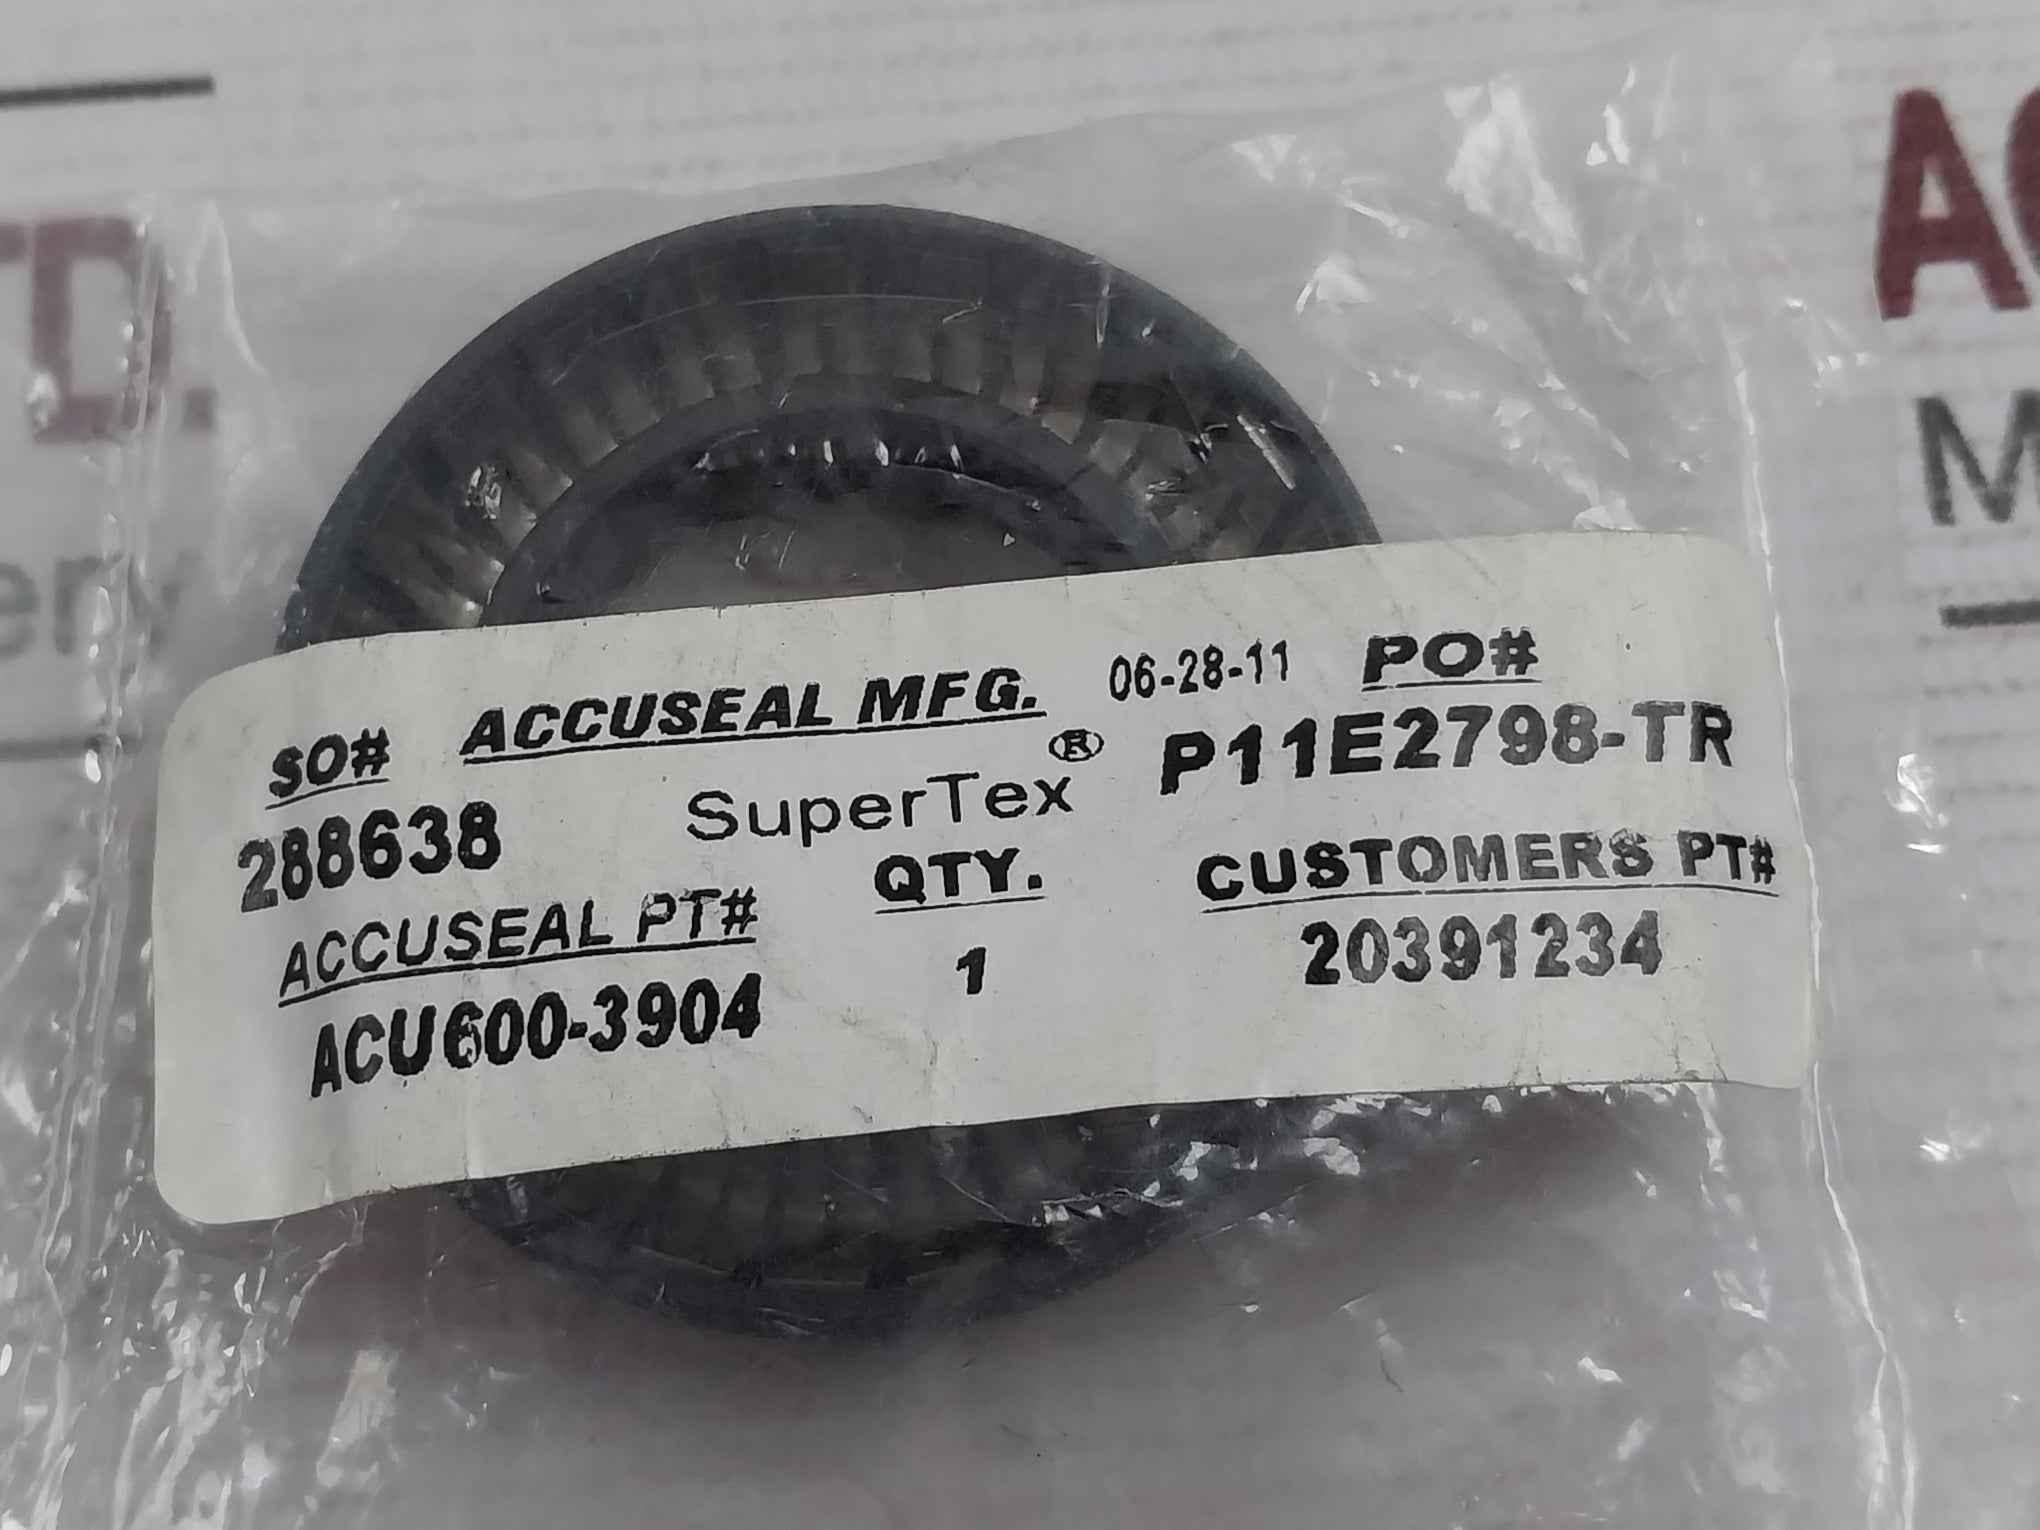 SO# ACCUSEAL MFG. 06-28-11 PO#
288638 SuperTex® P11E2798-TR
ACCUSEAL PT# QTY. CUSTOMERS PT#
ACU600-3904 1 20391234